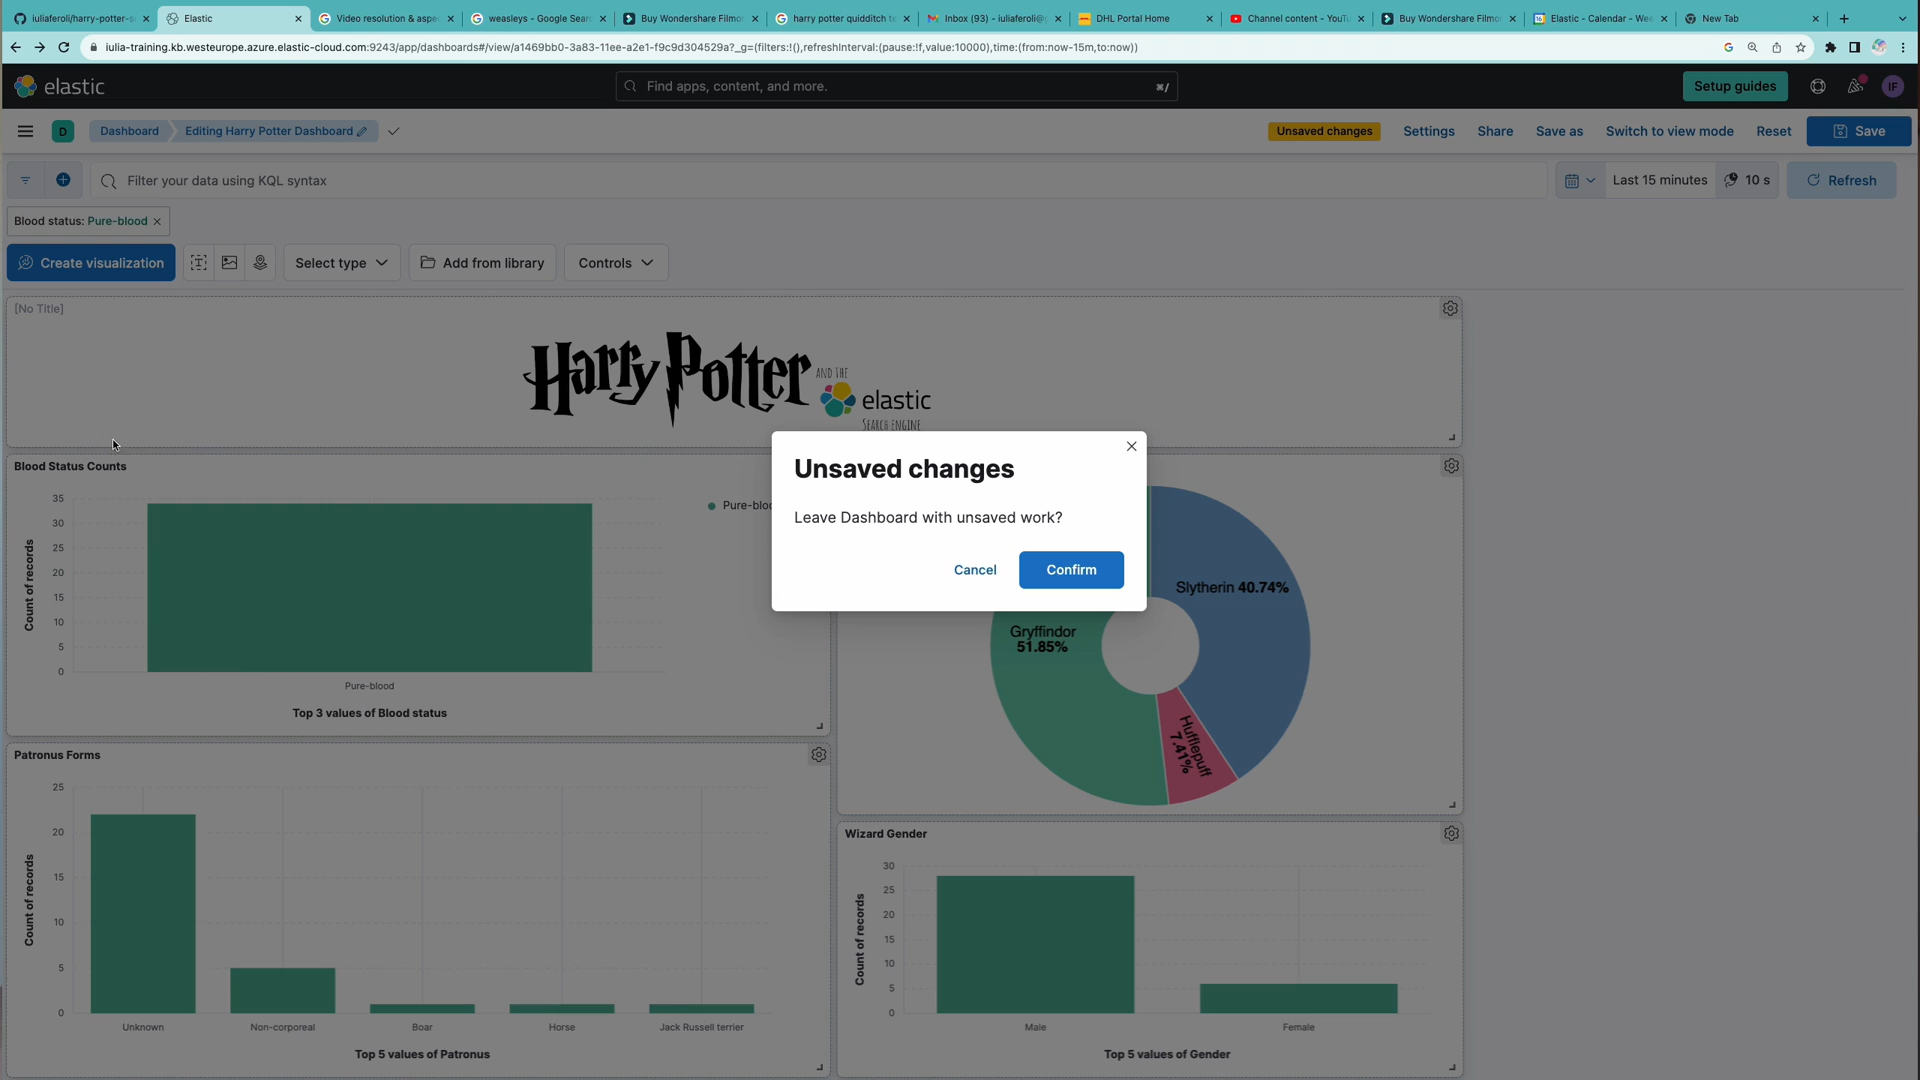 iuliaferoli/harry-potter-s
Elastic
Video resolution & aspe
weasleys - Google Sear
Buy Wondershare Filmo
harry potter quidditch te
Inbox (93) - iuliaferoli@g
DHL Portal Home
Channel content - YouTu
Buy Wondershare Filmo
Elastic - Calendar - Wee
New Tab
iulia-training.kb.westeurope.azure.elastic-cloud.com:9243/app/dashboards#/view/a1469bb0-3a83-11ee-a2e1-f9c9d304529a?_g=(filters:!(),refreshInterval:(pause:!f,value:10000),time:(from:now-15m,to:now))
elastic
Find apps, content, and more.
⌘/
Setup guides
IF
D
Dashboard
Editing Harry Potter Dashboard
Unsaved changes
Settings
Share
Save as
Switch to view mode
Reset
Save
Filter your data using KQL syntax
Last 15 minutes
10 s
Refresh
Blood status: Pure-blood ×
Create visualization
Select type
Add from library
Controls
[No Title]
Harry Potter
AND THE
elastic
SEARCH ENGINE
Unsaved changes
Leave Dashboard with unsaved work?
Cancel
Confirm
Blood Status Counts
35
30
25
20
15
10
5
0
Count of records
Pure-bloo
Pure-blood
Top 3 values of Blood status
Slytherin 40.74%
Gryffindor
51.85%
Hufflepuff
7.41%
Patronus Forms
25
20
15
10
5
0
Count of records
Unknown
Non-corporeal
Boar
Horse
Jack Russell terrier
Top 5 values of Patronus
Wizard Gender
30
25
20
15
10
5
0
Count of records
Male
Female
Top 5 values of Gender